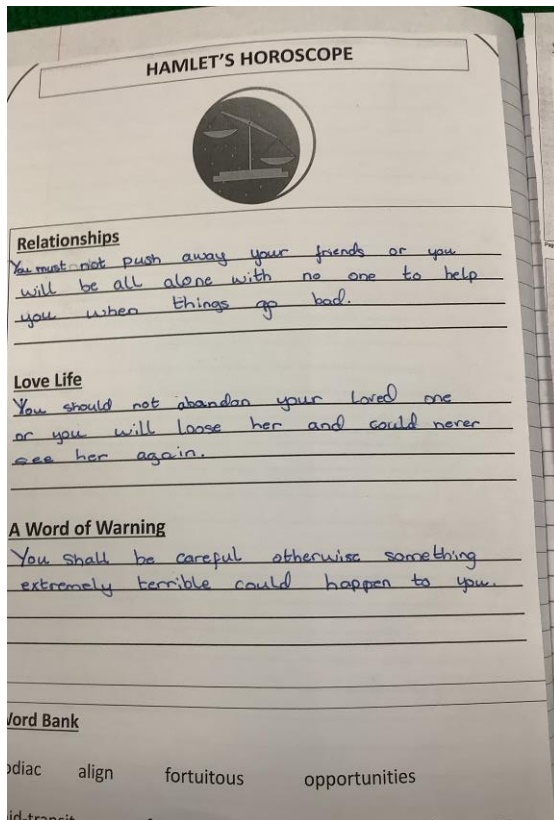 HAMLET'S HOROSCOPE
Relationships
You must not push away your friends or you
will be all alone with no one to help
you when things go bad.
Love Life
You should not abandon your loved one
or you will loose her and could never
see her again.
A Word of Warning
You shall be careful otherwise something
extremely terrible could happen to you.
Word Bank
odiac align fortuitous opportunities
id-transit